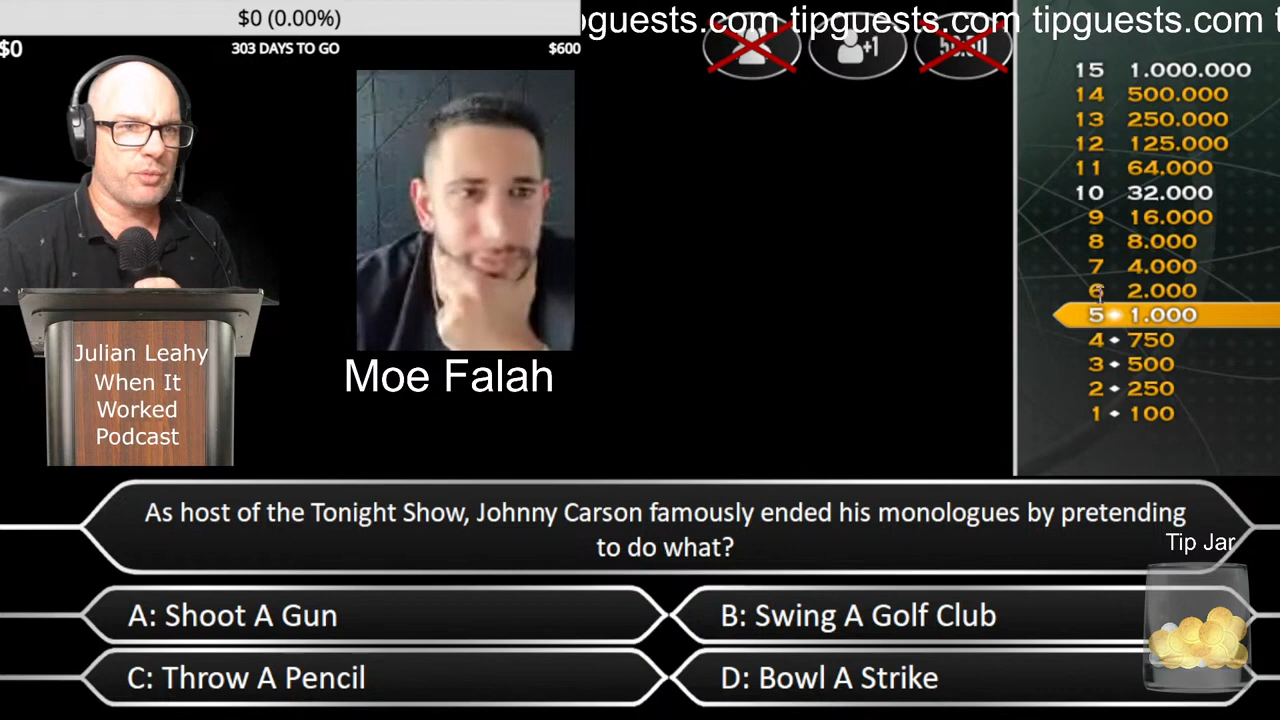 $0 (0.00%)
$0
303 DAYS TO GO
$600
guests.com tipguests.com tipguests.com
+1
50:50
15 1.000.000
14 500.000
13 250.000
12 125.000
11 64.000
10 32.000
9 16.000
8 8.000
7 4.000
6 2.000
5 ♦ 1.000
4 ♦ 750
3 ♦ 500
2 ♦ 250
1 ♦ 100
Julian Leahy
When It
Worked
Podcast
Moe Falah
As host of the Tonight Show, Johnny Carson famously ended his monologues by pretending
to do what?
Tip Jar
A: Shoot A Gun
B: Swing A Golf Club
C: Throw A Pencil
D: Bowl A Strike